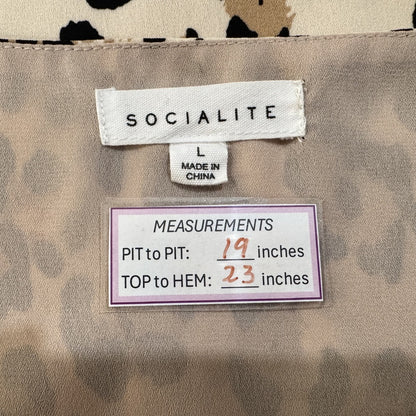 SOCIALITE
L
MADE IN
CHINA
MEASUREMENTS
PIT to PIT: 19 inches
TOP to HEM: 23 inches